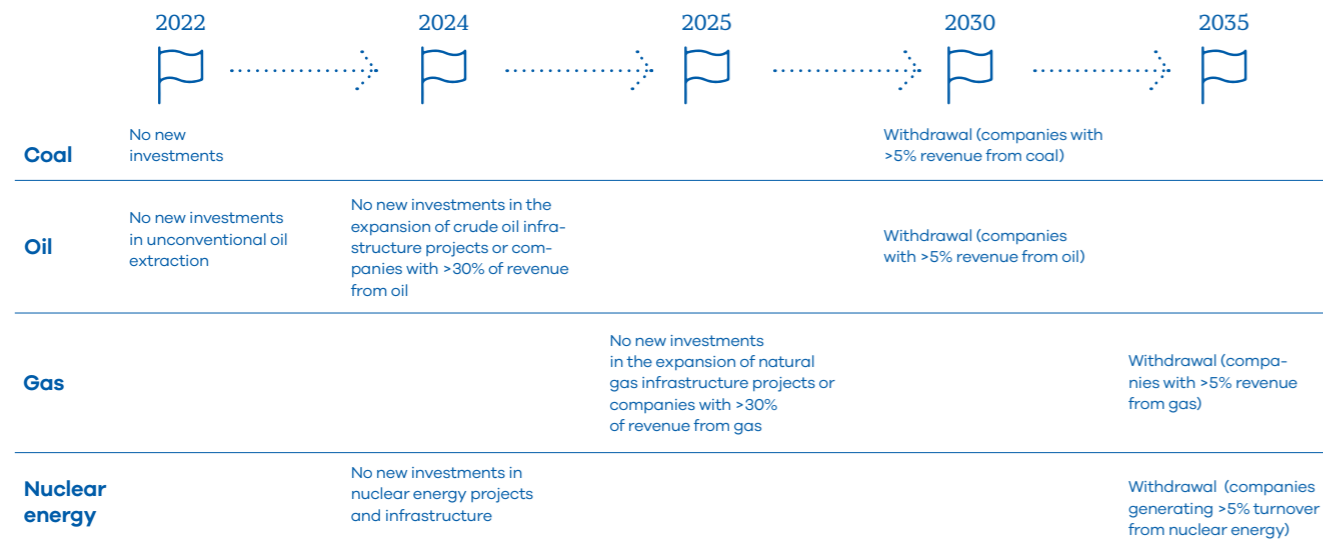 2022
2024
2025
2030
2035
Coal
No new
investments
Withdrawal (companies with
>5% revenue from coal)
Oil
No new investments
in unconventional oil
extraction
No new investments in the
expansion of crude oil infra-
structure projects or com-
panies with >30% of revenue
from oil
Withdrawal (companies
with >5% revenue from oil)
Gas
No new investments
in the expansion of natural
gas infrastructure projects or
companies with >30%
of revenue from gas
Withdrawal (compa-
nies with >5% revenue
from gas)
Nuclear
energy
No new investments in
nuclear energy projects
and infrastructure
Withdrawal (companies
generating >5% turnover
from nuclear energy)